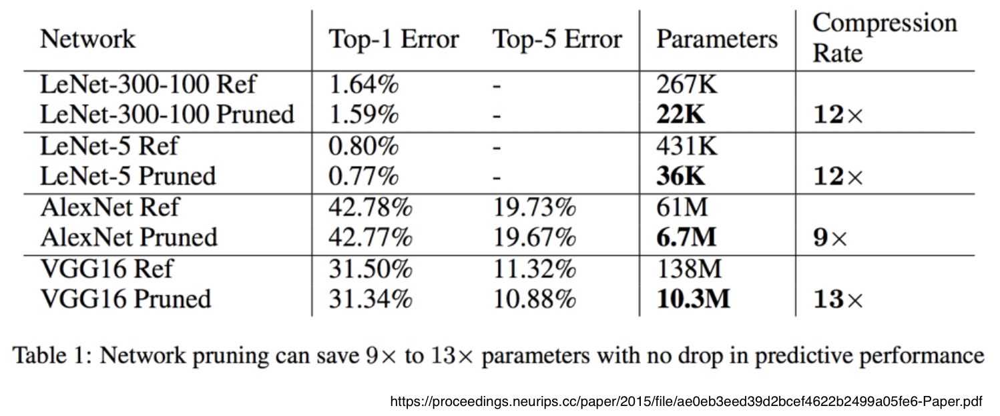 Network Top-1 Error Top-5 Error Parameters Compression Rate
LeNet-300-100 Ref 1.64% - 267K
LeNet-300-100 Pruned 1.59% - 22K 12×
LeNet-5 Ref 0.80% - 431K
LeNet-5 Pruned 0.77% - 36K 12×
AlexNet Ref 42.78% 19.73% 61M
AlexNet Pruned 42.77% 19.67% 6.7M 9×
VGG16 Ref 31.50% 11.32% 138M
VGG16 Pruned 31.34% 10.88% 10.3M 13×
Table 1: Network pruning can save 9× to 13× parameters with no drop in predictive performance
https://proceedings.neurips.cc/paper/2015/file/ae0eb3eed39d2bcef4622b2499a05fe6-Paper.pdf